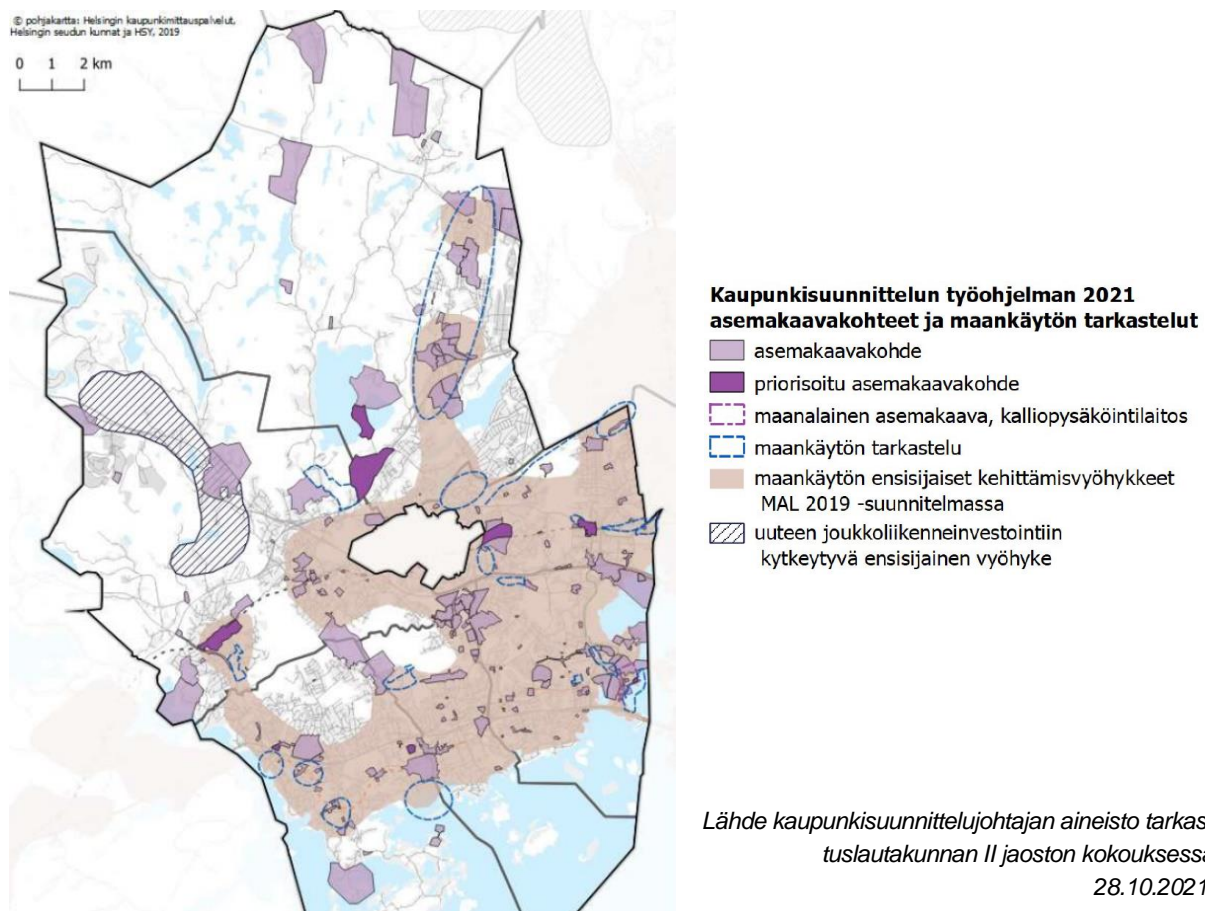 © pohjakartta: Helsingin kaupunkimittauspalvelut,
Helsingin seudun kunnat ja HSY, 2019
0 1 2 km
Kaupunkisuunnittelun työohjelman 2021
asemakaavakohteet ja maankäytön tarkastelut
asemakaavakohde
priorisoitu asemakaavakohde
maanalainen asemakaava, kalliopysäköintilaitos
maankäytön tarkastelu
maankäytön ensisijaiset kehittämisvyöhykkeet
MAL 2019 -suunnitelmassa
uuteen joukkoliikenneinvestointiin
kytkeytyvä ensisijainen vyöhyke
Lähde kaupunkisuunnittelujohtajan aineisto tarkas
tuslautakunnan II jaoston kokouksessa
28.10.2021